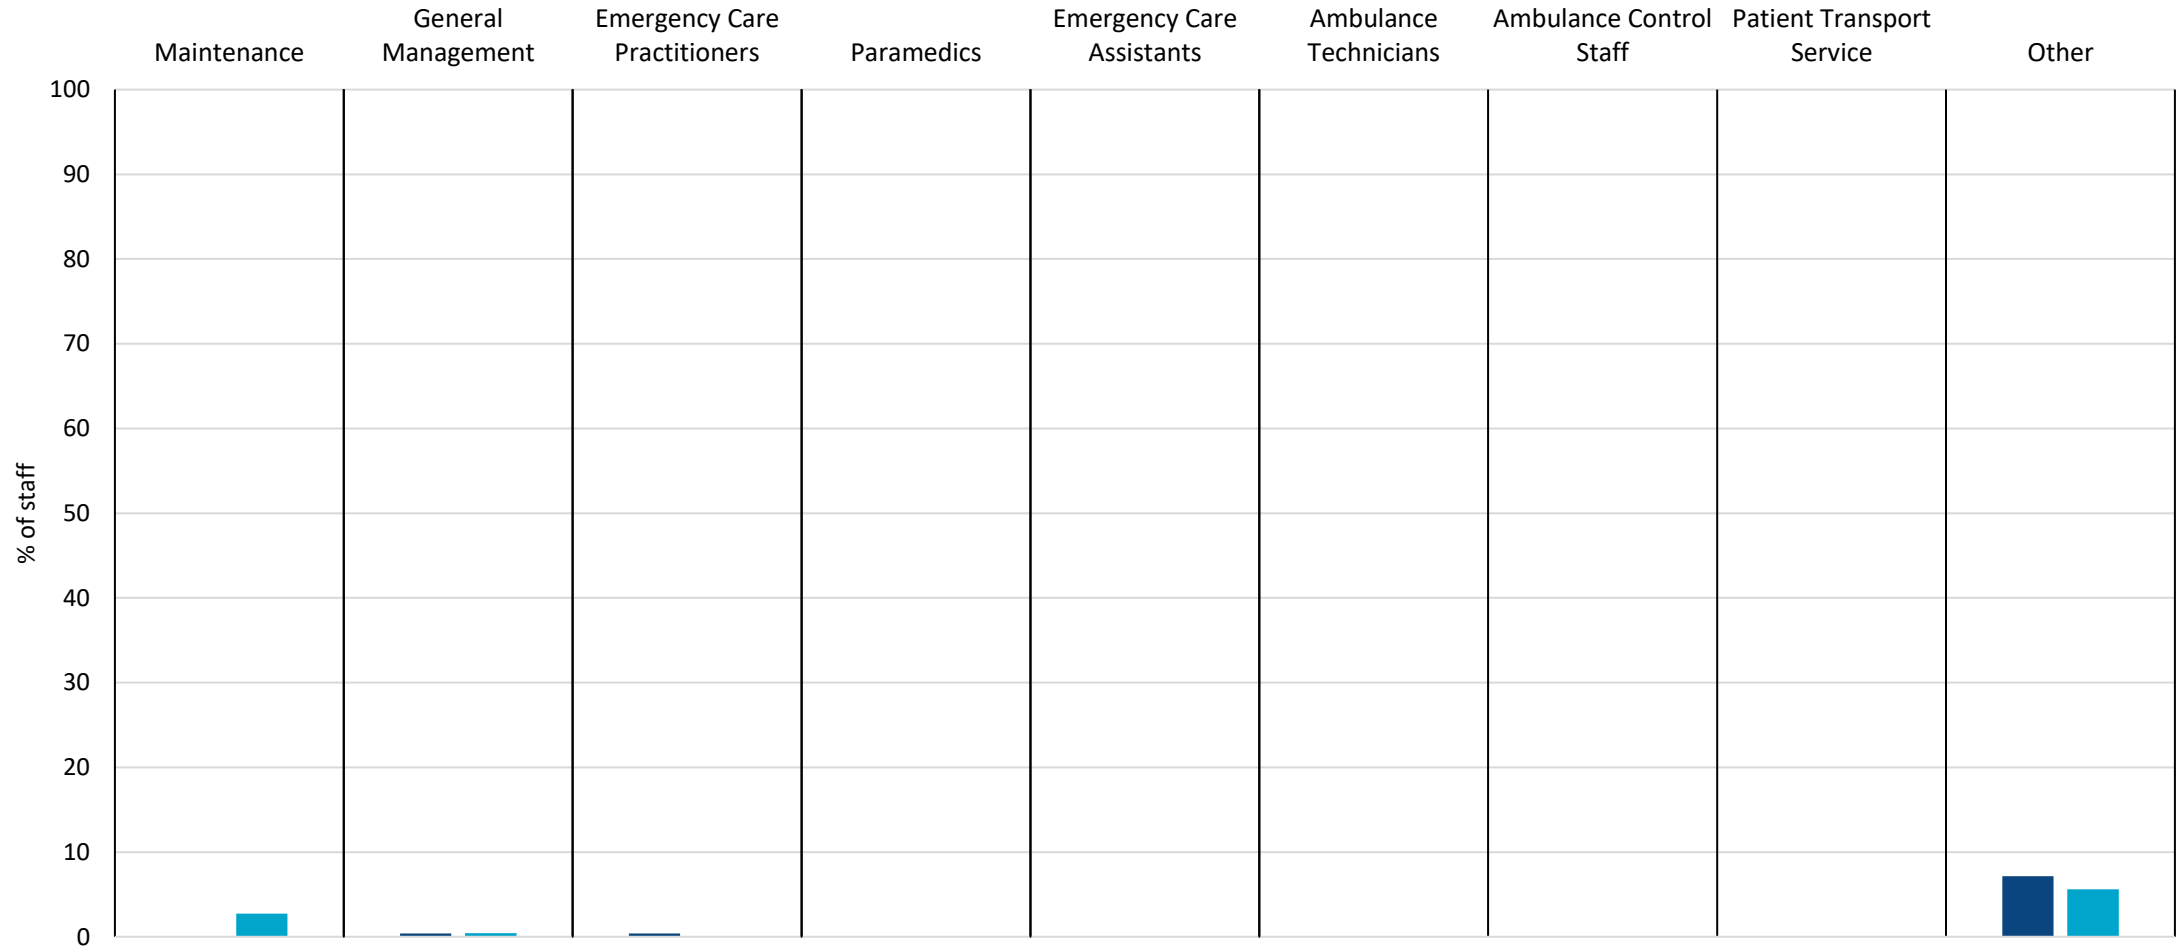 Maintenance
General
Management
Emergency Care
Practitioners
Paramedics
Emergency Care
Assistants
Ambulance
Technicians
Ambulance Control
Staff
Patient Transport
Service
Other
% of staff
100
90
80
70
60
50
40
30
20
10
0